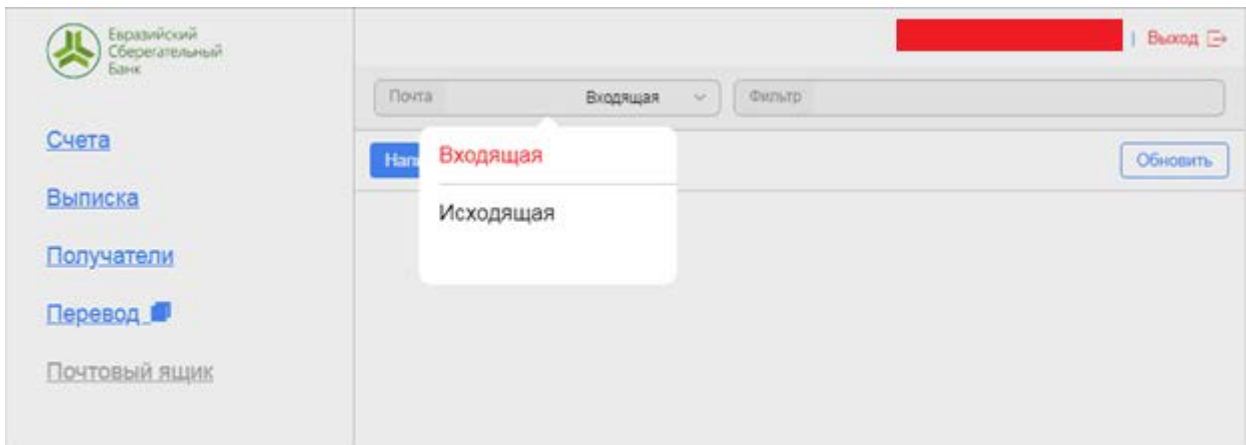 Евразийский
Сберегательный
Банк
| Выход
Почта Входящая
Фильтр
Счета
Входящая
Обновить
Выписка
Исходящая
Получатели
Перевод
Почтовый ящик